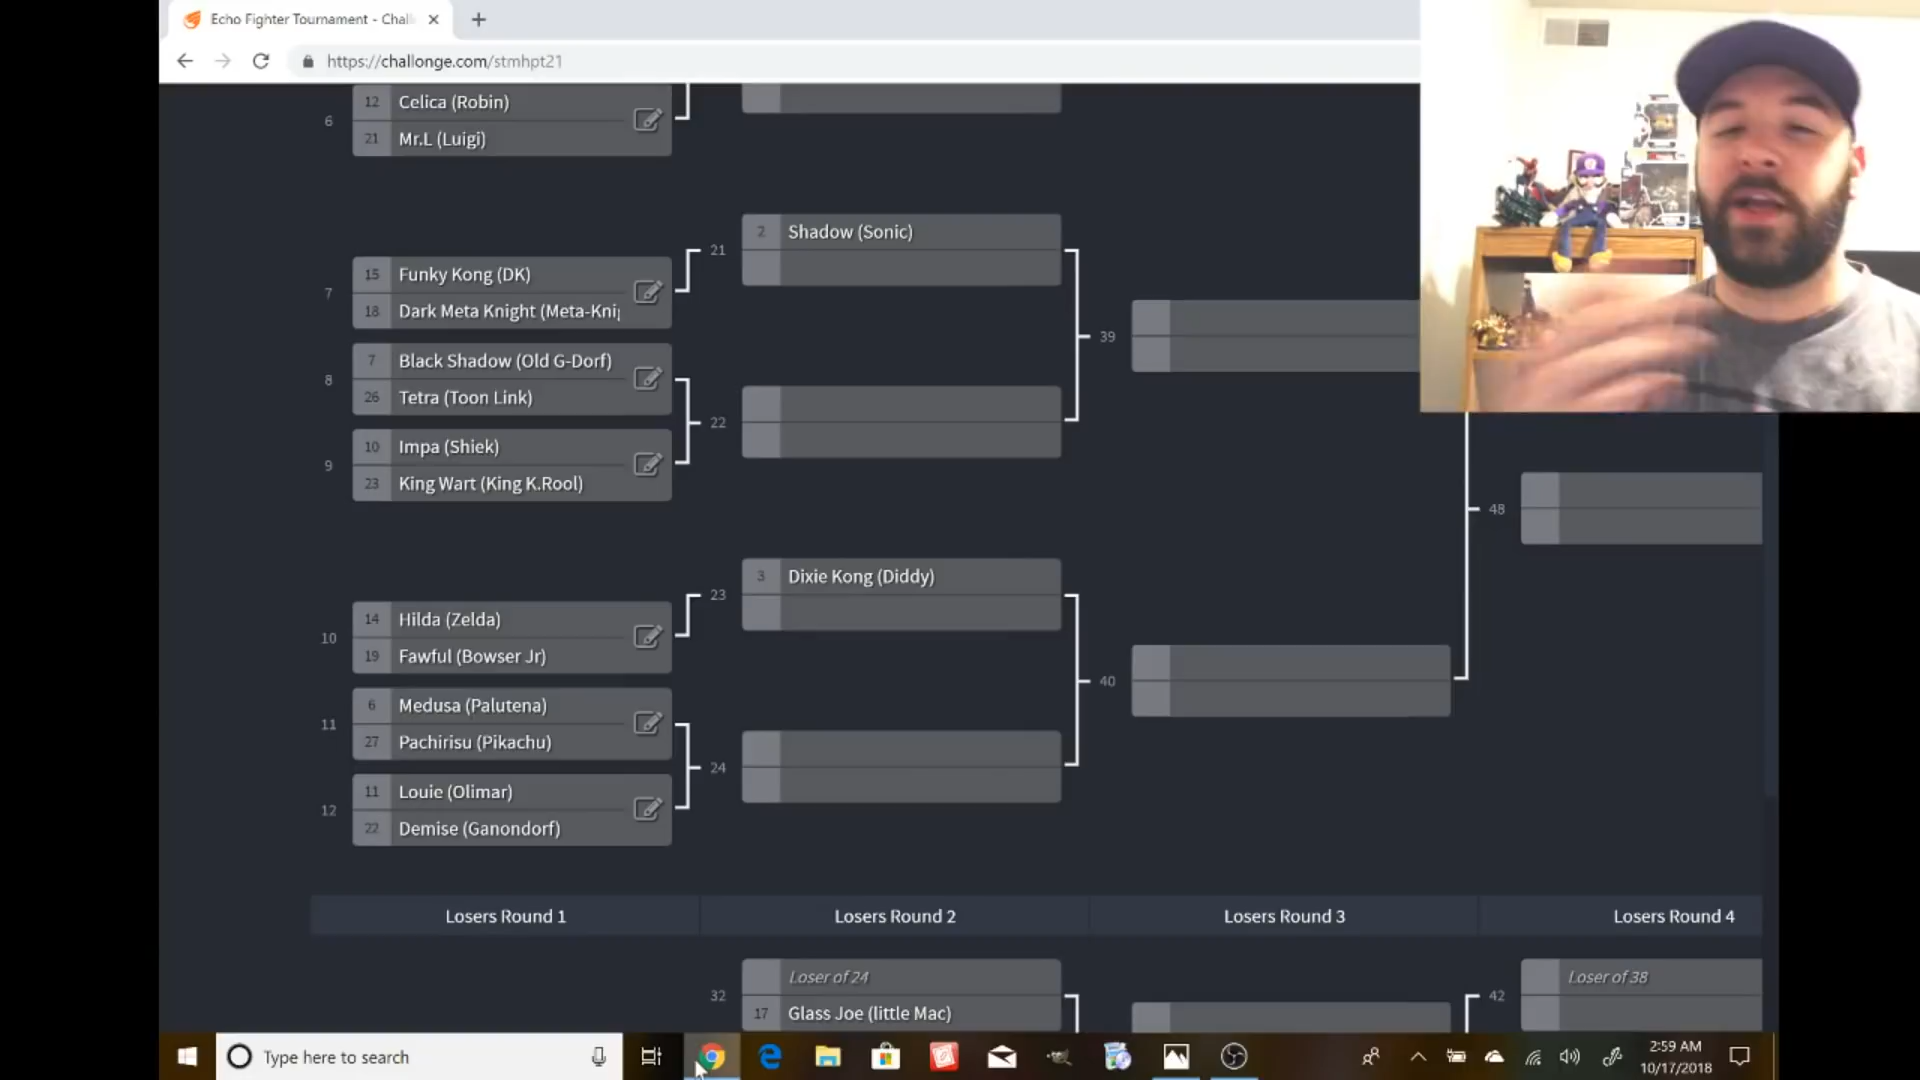 Echo Fighter Tournament - Chall
https://challonge.com/stmhpt21
6
12 Celica (Robin)
21 Mr.L (Luigi)
7
15 Funky Kong (DK)
18 Dark Meta Knight (Meta-Knig
21
2 Shadow (Sonic)
8
7 Black Shadow (Old G-Dorf)
26 Tetra (Toon Link)
39
22
9
10 Impa (Shiek)
23 King Wart (King K.Rool)
48
10
14 Hilda (Zelda)
19 Fawful (Bowser Jr)
23
3 Dixie Kong (Diddy)
11
6 Medusa (Palutena)
27 Pachirisu (Pikachu)
40
24
12
11 Louie (Olimar)
22 Demise (Ganondorf)
Losers Round 1 Losers Round 2 Losers Round 3 Losers Round 4
32
Loser of 24
17 Glass Joe (little Mac)
42
Loser of 38
Type here to search
2:59 AM
10/17/2018